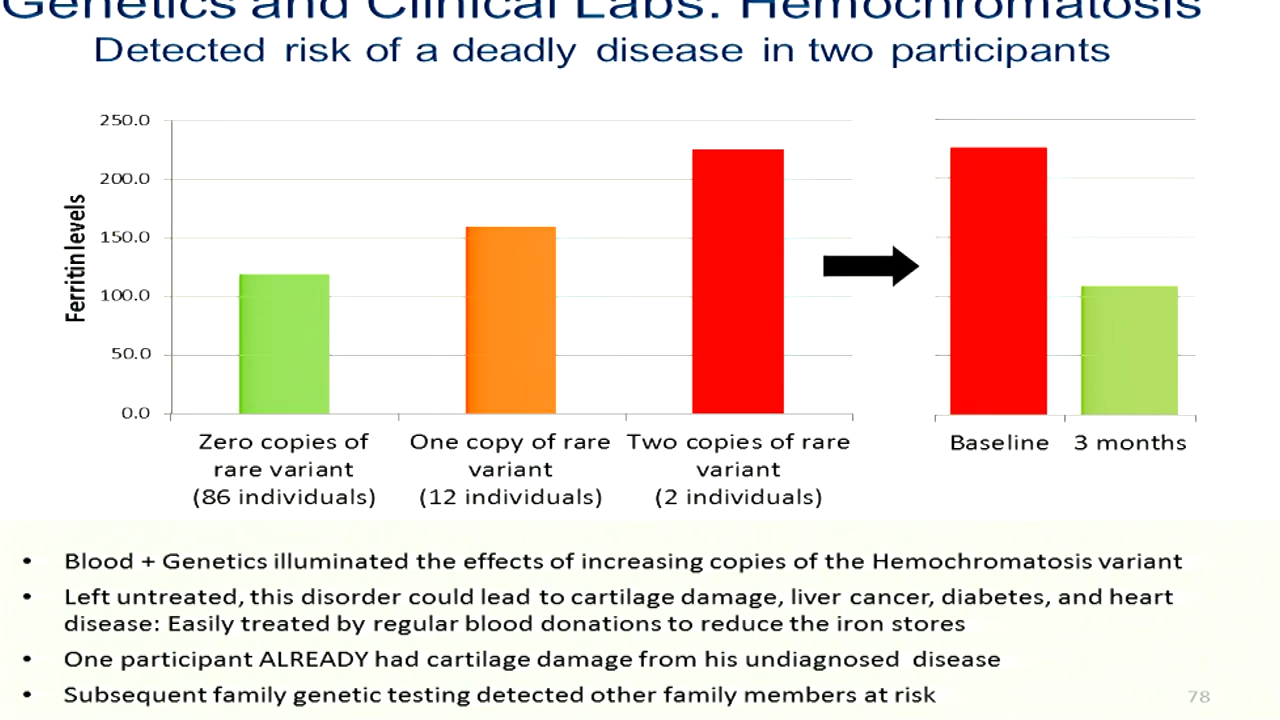 Genetics and Clinical Labs: Hemochromatosis
Detected risk of a deadly disease in two participants
250.0
200.0
150.0
100.0
50.0
0.0
Ferritin levels
Zero copies of
rare variant
(86 individuals)
One copy of rare
variant
(12 individuals)
Two copies of rare
variant
(2 individuals)
Baseline
3 months
• Blood + Genetics illuminated the effects of increasing copies of the Hemochromatosis variant
• Left untreated, this disorder could lead to cartilage damage, liver cancer, diabetes, and heart
disease: Easily treated by regular blood donations to reduce the iron stores
• One participant ALREADY had cartilage damage from his undiagnosed disease
• Subsequent family genetic testing detected other family members at risk
78